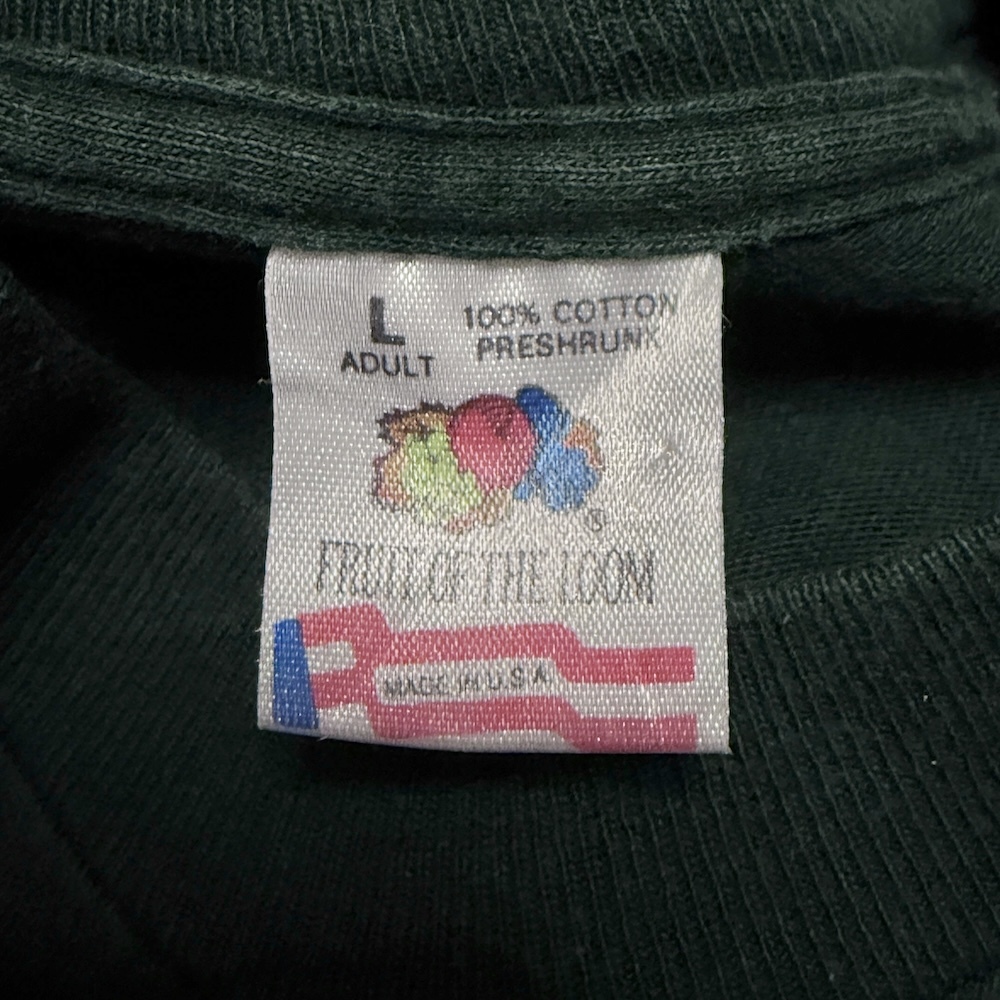 L
ADULT
100% COTTON
PRESHRUNK
®
FRUIT OF THE LOOM
MADE IN U.S.A.